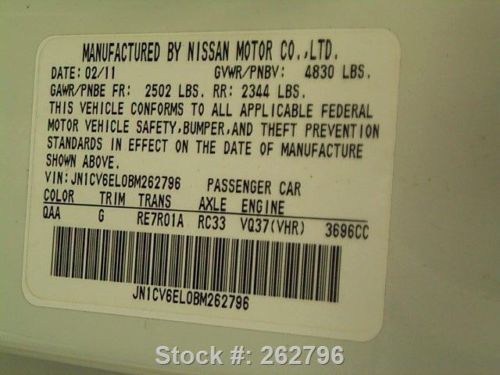 MANUFACTURED BY NISSAN MOTOR CO.,LTD.
DATE: 02/11 GVWR/PNBV: 4830 LBS.
GAWR/PNBE FR: 2502 LBS. RR: 2344 LBS.
THIS VEHICLE CONFORMS TO ALL APPLICABLE FEDERAL
MOTOR VEHICLE SAFETY,BUMPER,AND THEFT PREVENTION
STANDARDS IN EFFECT ON THE DATE OF MANUFACTURE
SHOWN ABOVE.
VIN: JN1CV6EL0BM262796 PASSENGER CAR
COLOR TRIM TRANS AXLE ENGINE
QAA G RE7R01A RC33 VQ37(VHR) 3696CC
JN1CV6EL0BM262796
Stock #: 262796